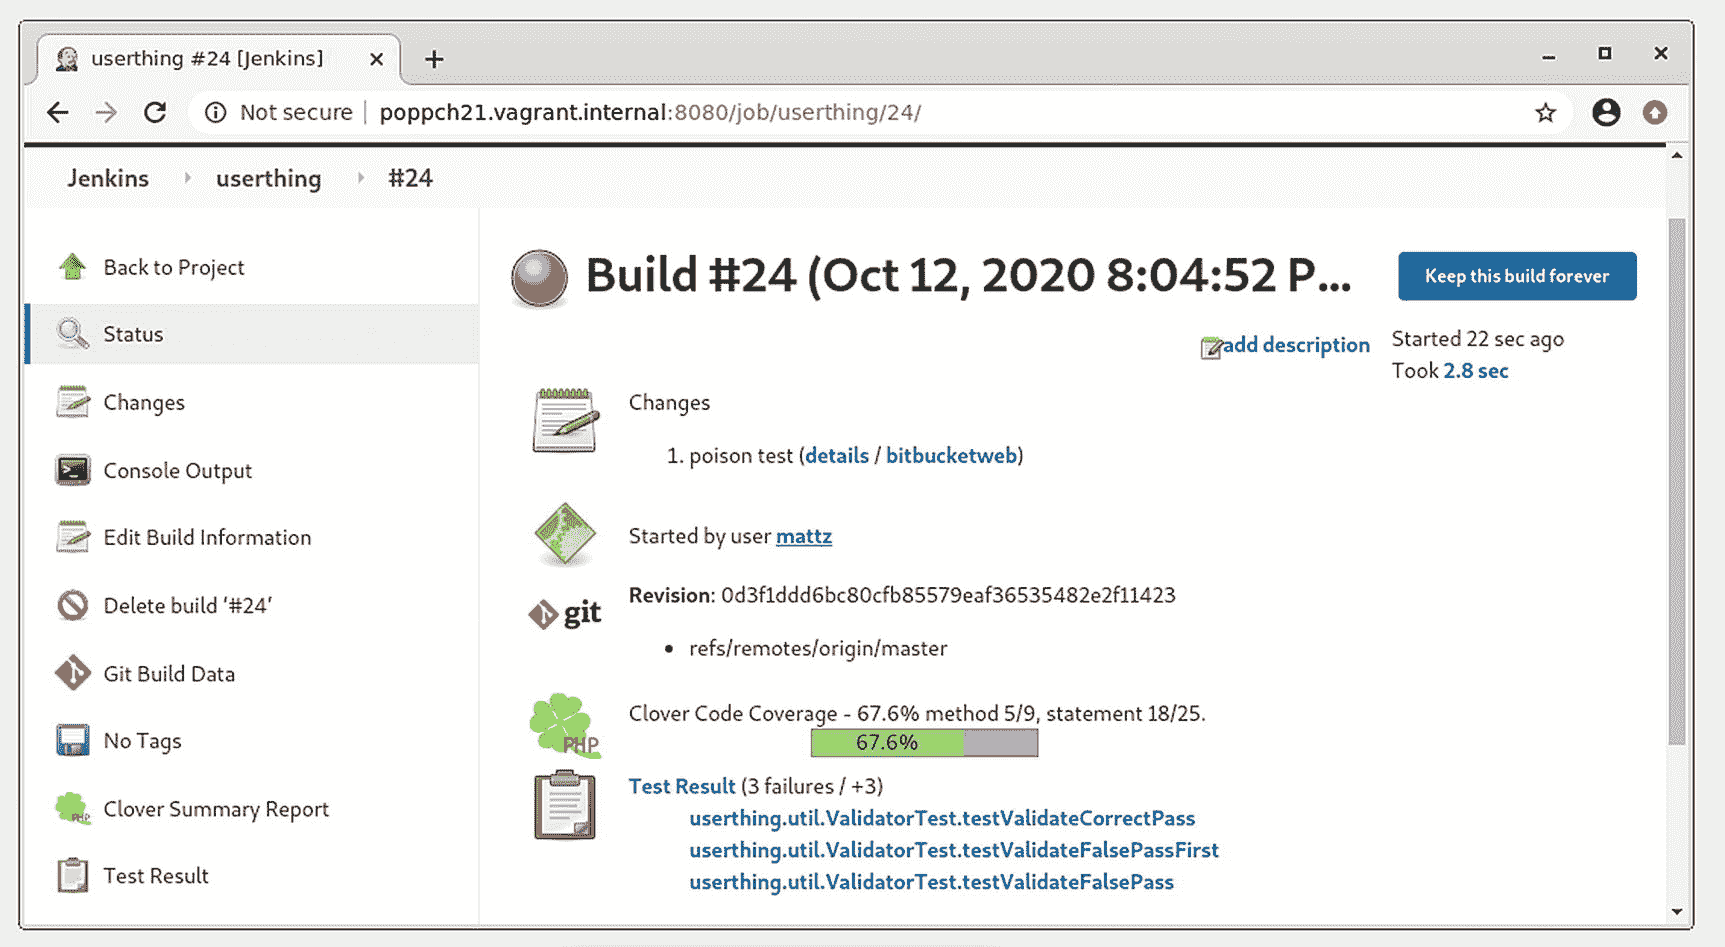 userthing #24 [Jenkins]
Not secure | poppch21.vagrant.internal:8080/job/userthing/24/
Jenkins userthing #24
Back to Project
Status
Changes
Console Output
Edit Build Information
Delete build '#24'
Git Build Data
No Tags
Clover Summary Report
Test Result
Build #24 (Oct 12, 2020 8:04:52 P...
Keep this build forever
add description
Started 22 sec ago
Took 2.8 sec
Changes
1. poison test (details / bitbucketweb)
Started by user mattz
git
Revision: 0d3f1ddd6bc80cfb85579eaf36535482e2f11423
refs/remotes/origin/master
PHP
Clover Code Coverage - 67.6% method 5/9, statement 18/25.
67.6%
Test Result (3 failures / +3)
userthing.util.ValidatorTest.testValidateCorrectPass
userthing.util.ValidatorTest.testValidateFalsePassFirst
userthing.util.ValidatorTest.testValidateFalsePass